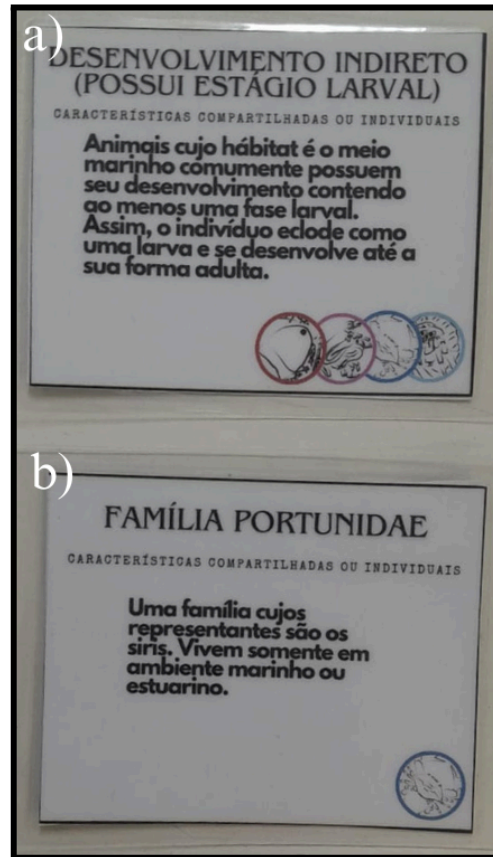 a)
DESENVOLVIMENTO INDIRETO
(POSSUI ESTÁGIO LARVAL)
CARACTERÍSTICAS COMPARTILHADAS OU INDIVIDUAIS
Animais cujo hábitat é o meio
marinho comumente possuem
seu desenvolvimento contendo
ao menos uma fase larval.
Assim, o indivíduo eclode como
uma larva e se desenvolve até a
sua forma adulta.
b)
FAMÍLIA PORTUNIDAE
CARACTERÍSTICAS COMPARTILHADAS OU INDIVIDUAIS
Uma família cujos
representantes são os
siris. Vivem somente em
ambiente marinho ou
estuarino.